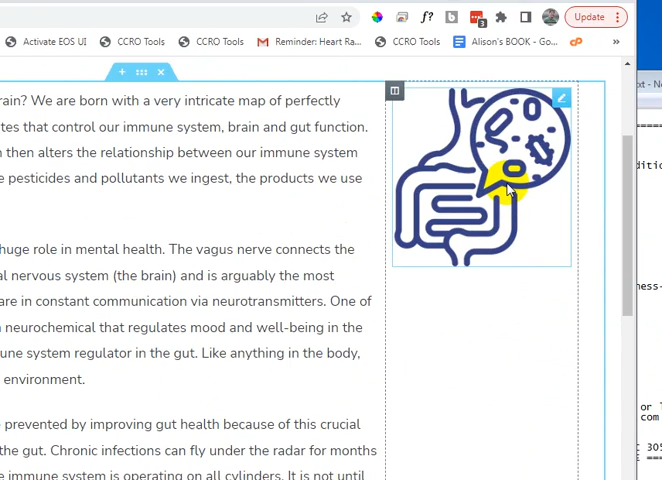 Update
Activate EOS UI CCRO Tools CCRO Tools Reminder: Heart Ra... CCRO Tools Alison's BOOK - Go... »
rain? We are born with a very intricate map of perfectly
tes that control our immune system, brain and gut function.
n then alters the relationship between our immune system
e pesticides and pollutants we ingest, the products we use
huge role in mental health. The vagus nerve connects the
al nervous system (the brain) and is arguably the most
are in constant communication via neurotransmitters. One of
n neurochemical that regulates mood and well-being in the
une system regulator in the gut. Like anything in the body,
environment.
e prevented by improving gut health because of this crucial
the gut. Chronic infections can fly under the radar for months
e immune system is operating on all cylinders. It is not until
xt - No
ditio
ness-
or
com
305